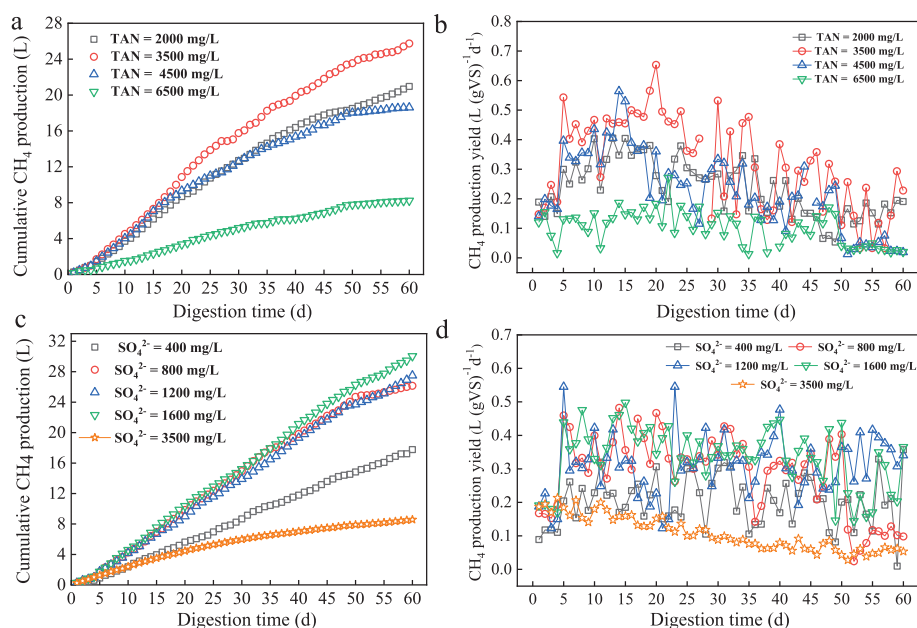 a
Cumulative CH₄ production (L)
28
24
20
16
12
8
4
0
TAN = 2000 mg/L
TAN = 3500 mg/L
TAN = 4500 mg/L
TAN = 6500 mg/L
0 5 10 15 20 25 30 35 40 45 50 55 60
Digestion time (d)
b
CH₄ production yield (L (gVS)⁻¹d⁻¹)
0.8
0.7
0.6
0.5
0.4
0.3
0.2
0.1
0.0
TAN = 2000 mg/L
TAN = 3500 mg/L
TAN = 4500 mg/L
TAN = 6500 mg/L
0 5 10 15 20 25 30 35 40 45 50 55 60
Digestion time (d)
c
Cumulative CH₄ production (L)
32
28
24
20
16
12
8
4
0
SO₄²⁻ = 400 mg/L
SO₄²⁻ = 800 mg/L
SO₄²⁻ = 1200 mg/L
SO₄²⁻ = 1600 mg/L
SO₄²⁻ = 3500 mg/L
0 5 10 15 20 25 30 35 40 45 50 55 60
Digestion time (d)
d
CH₄ production yield (L (gVS)⁻¹d⁻¹)
0.7
0.6
0.5
0.4
0.3
0.2
0.1
0.0
SO₄²⁻ = 400 mg/L SO₄²⁻ = 800 mg/L
SO₄²⁻ = 1200 mg/L SO₄²⁻ = 1600 mg/L
SO₄²⁻ = 3500 mg/L
0 5 10 15 20 25 30 35 40 45 50 55 60
Digestion time (d)